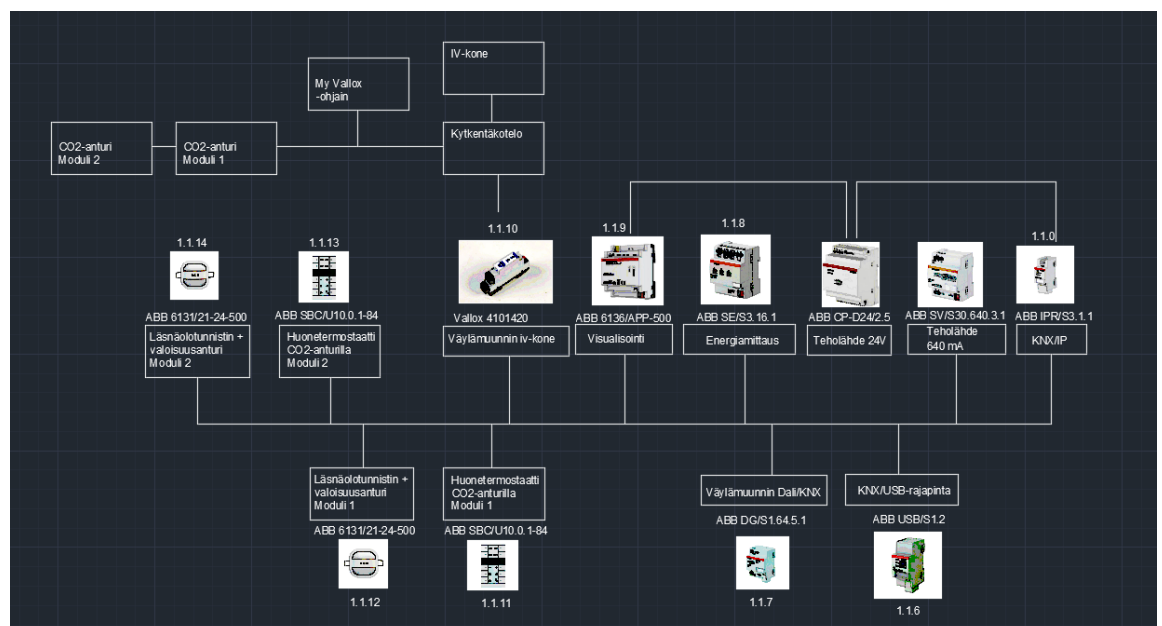 IV-kone
My Vallox
-ohjain
Kytkentäkotelo
CO2-anturi
Moduli 2
CO2-anturi
Moduli 1
1.1.14
1.1.13
1.1.10
1.1.9
1.1.8
1.1.0
ABB 6131/21-24-500
ABB SBC/U10.0.1-84
Vallox 4101420
ABB 6136/APP-500
ABB SE/S3.16.1
ABB CP-D24/2.5
ABB SV/S30.640.3.1
ABB IPR/S3.1.1
Läsnäolotunnistin +
valoisuusanturi
Moduli 2
Huonetermostaatti
CO2-anturilla
Moduli 2
Väylämuunnin iv-kone
Visualisointi
Energiamittaus
Teholähde 24V
Teholähde
640 mA
KNX/IP
Läsnäolotunnistin +
valoisuusanturi
Moduli 1
Huonetermostaatti
CO2-anturilla
Moduli 1
Väylämuunnin Dali/KNX
KNX/USB-rajapinta
ABB 6131/21-24-500
ABB SBC/U10.0.1-84
ABB DG/S1.64.5.1
ABB USB/S1.2
1.1.12
1.1.11
1.1.7
1.1.6